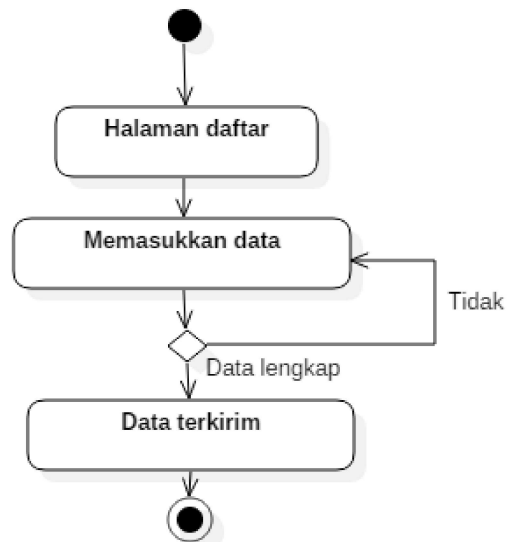 Halaman daftar
Memasukkan data
Tidak
Data lengkap
Data terkirim